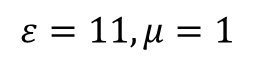 ε = 11, μ = 1